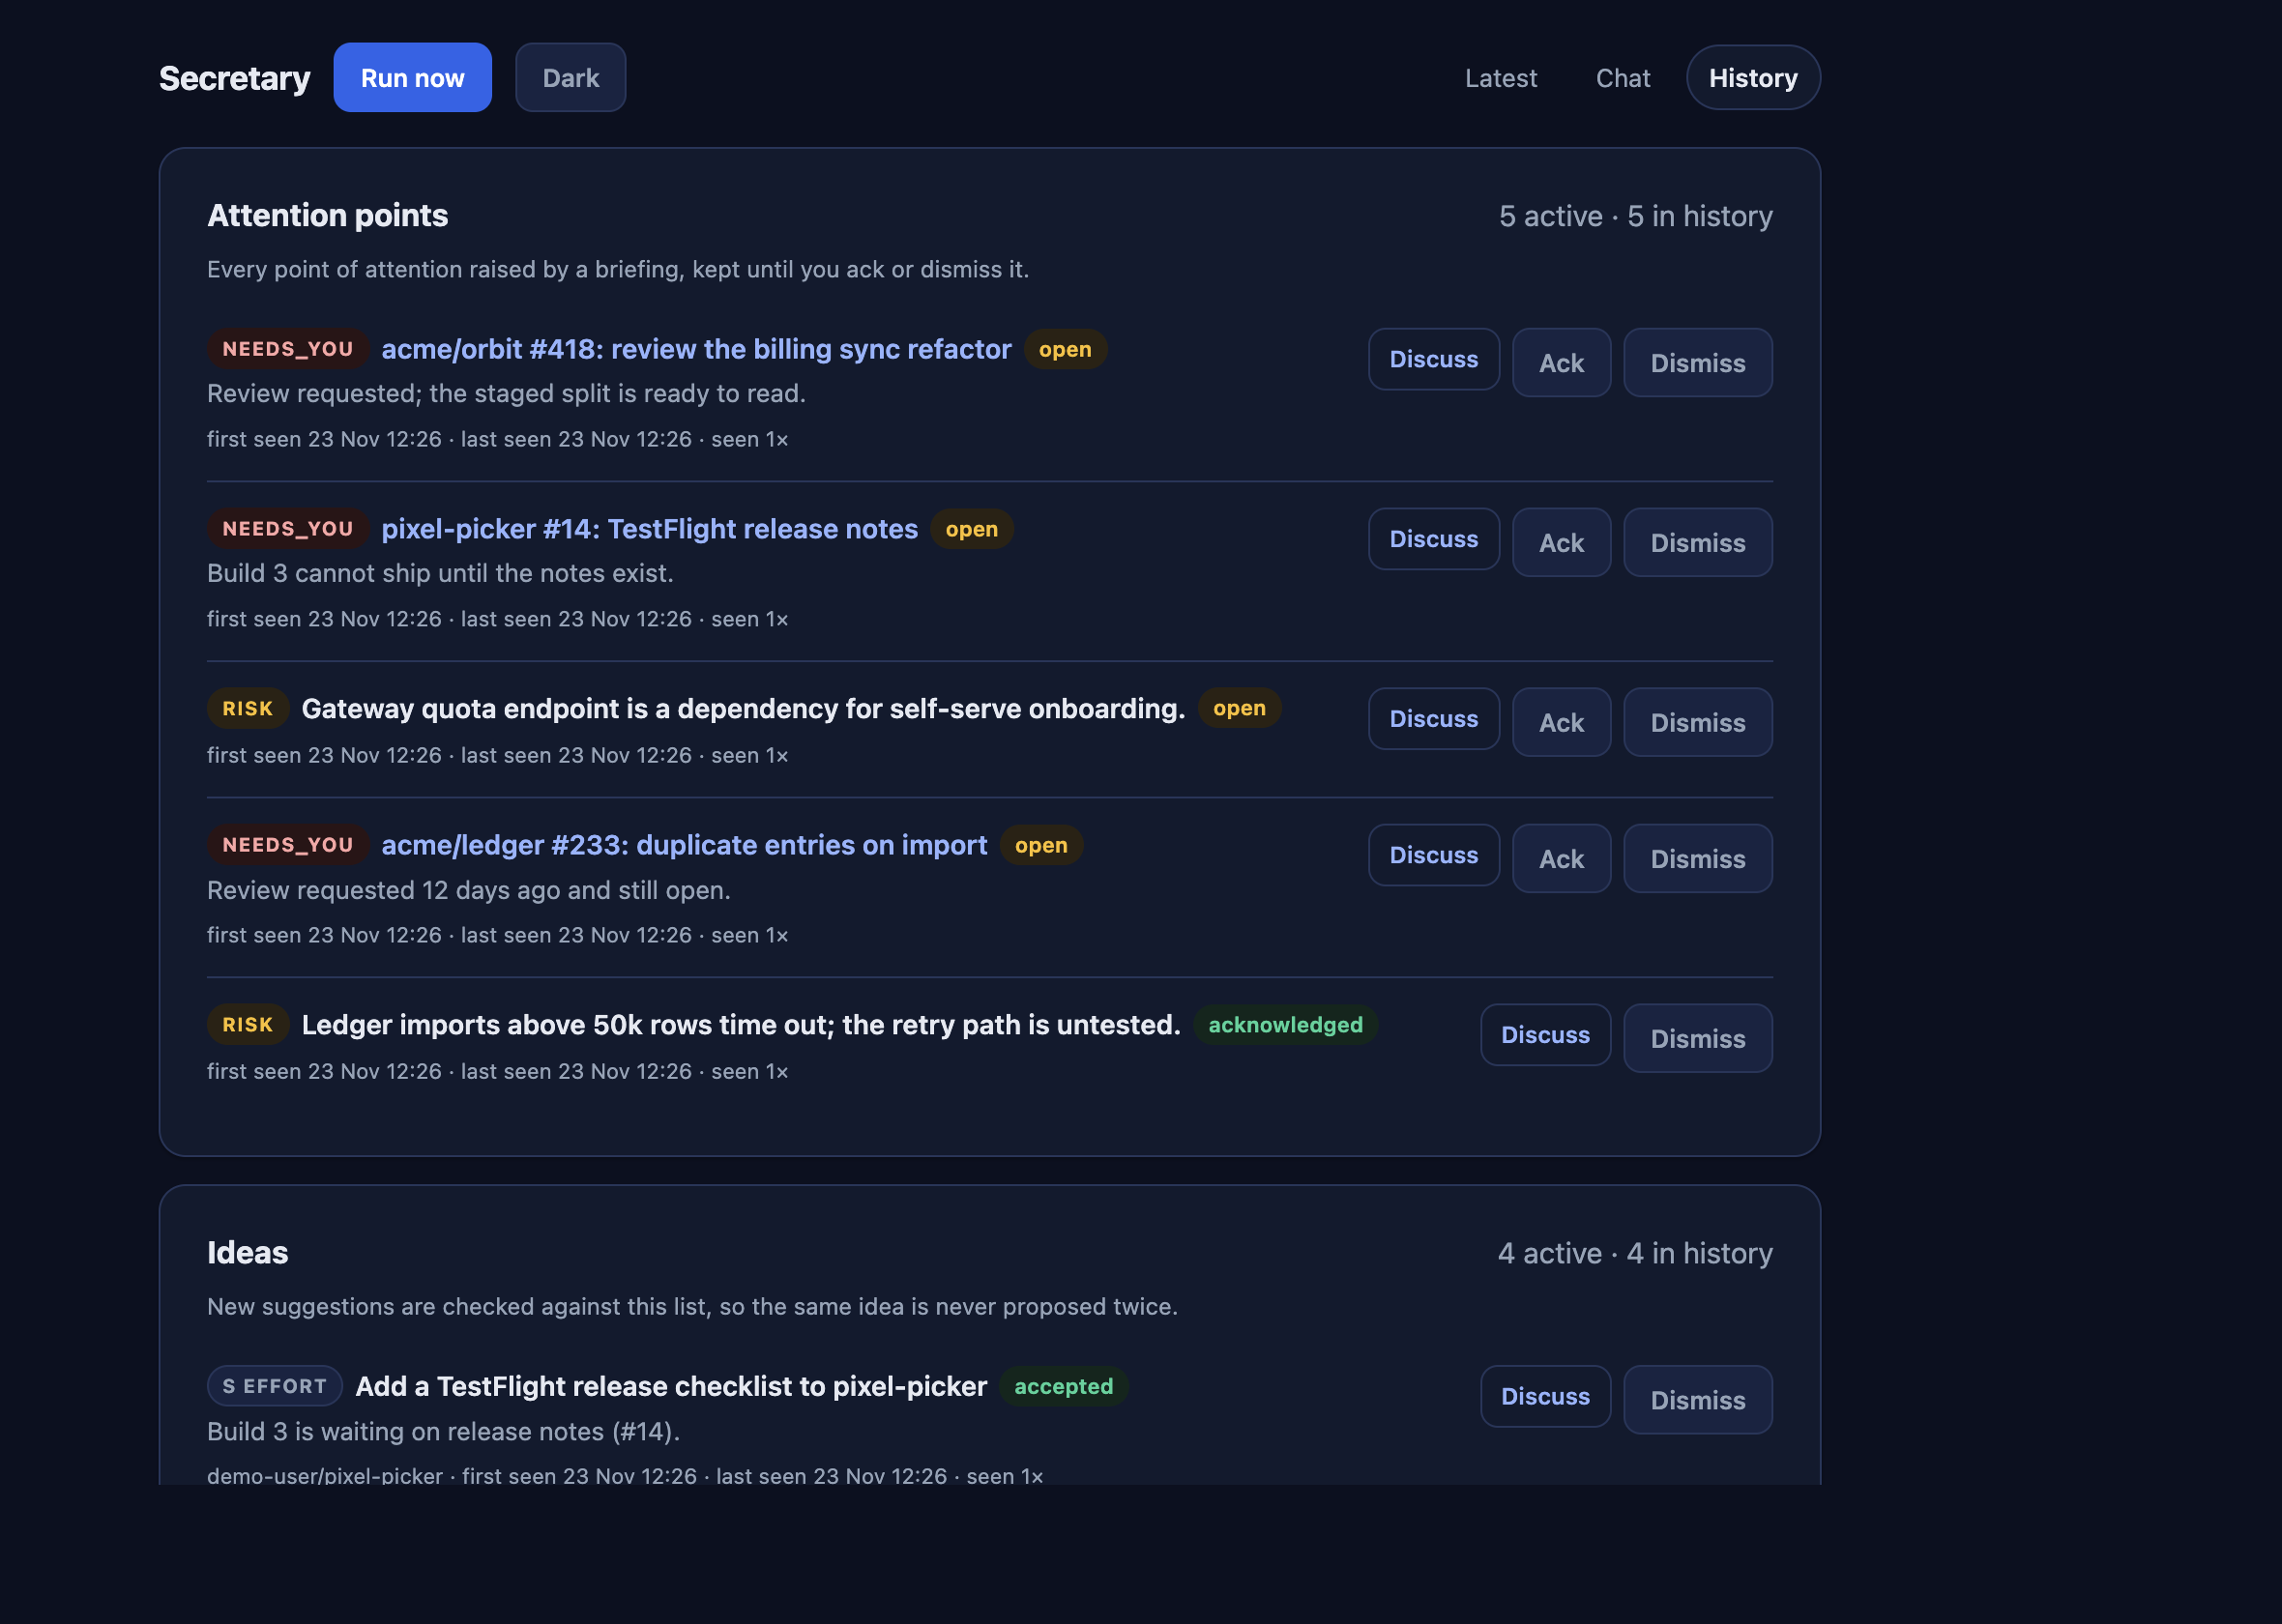 Secretary Run now Dark Latest Chat History
Attention points 5 active · 5 in history
Every point of attention raised by a briefing, kept until you ack or dismiss it.
NEEDS_YOU acme/orbit #418: review the billing sync refactor open Discuss Ack Dismiss
Review requested; the staged split is ready to read.
first seen 23 Nov 12:26 · last seen 23 Nov 12:26 · seen 1×
NEEDS_YOU pixel-picker #14: TestFlight release notes open Discuss Ack Dismiss
Build 3 cannot ship until the notes exist.
first seen 23 Nov 12:26 · last seen 23 Nov 12:26 · seen 1×
RISK Gateway quota endpoint is a dependency for self-serve onboarding. open Discuss Ack Dismiss
first seen 23 Nov 12:26 · last seen 23 Nov 12:26 · seen 1×
NEEDS_YOU acme/ledger #233: duplicate entries on import open Discuss Ack Dismiss
Review requested 12 days ago and still open.
first seen 23 Nov 12:26 · last seen 23 Nov 12:26 · seen 1×
RISK Ledger imports above 50k rows time out; the retry path is untested. acknowledged Discuss Dismiss
first seen 23 Nov 12:26 · last seen 23 Nov 12:26 · seen 1×
Ideas 4 active · 4 in history
New suggestions are checked against this list, so the same idea is never proposed twice.
S EFFORT Add a TestFlight release checklist to pixel-picker accepted Discuss Dismiss
Build 3 is waiting on release notes (#14).
demo-user/pixel-picker · first seen 23 Nov 12:26 · last seen 23 Nov 12:26 · seen 1×